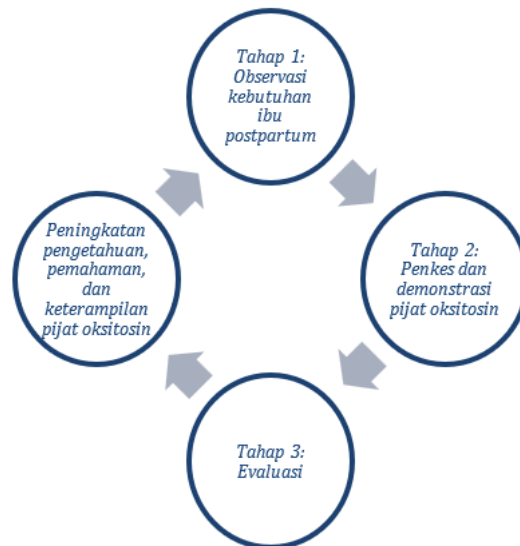 Tahap 1:
Observasi
kebutuhan
ibu
postpartum
Tahap 2:
Penkes dan
demonstrasi
pijat oksitosin
Tahap 3:
Evaluasi
Peningkatan
pengetahuan,
pemahaman,
dan
keterampilan
pijat oksitosin